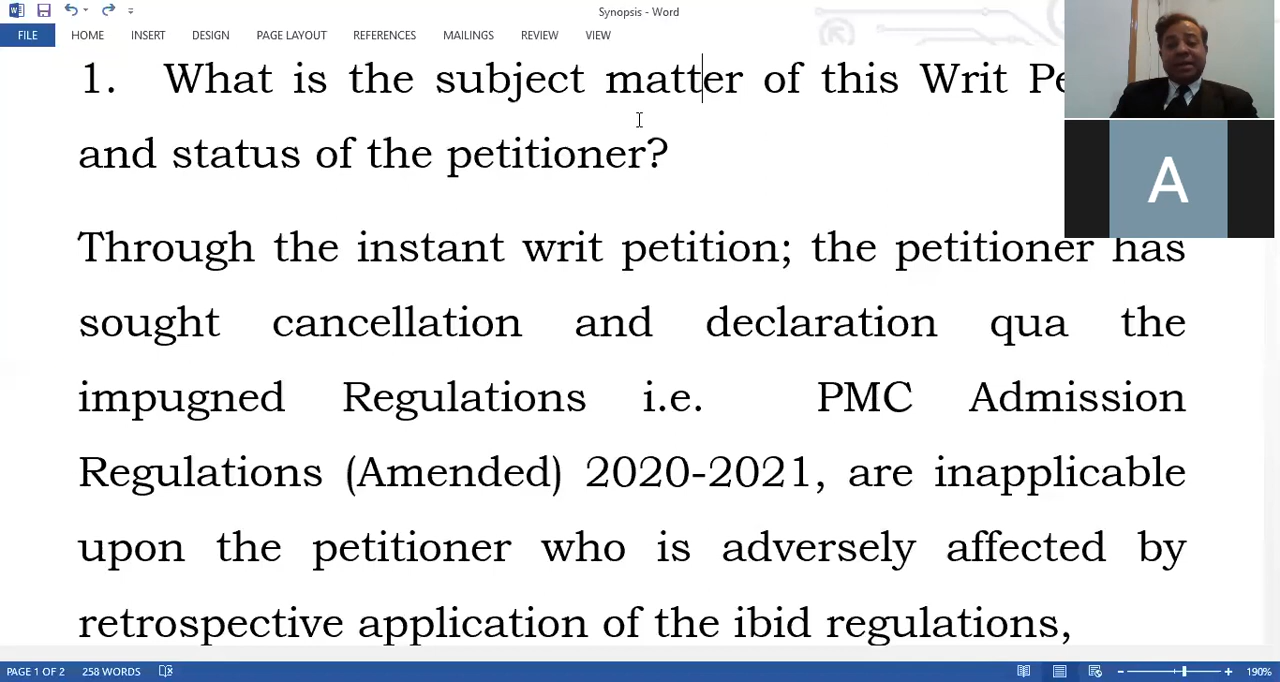 Synopsis - Word
FILE HOME INSERT DESIGN PAGE LAYOUT REFERENCES MAILINGS REVIEW VIEW
1. What is the subject matter of this Writ
and status of the petitioner?
A
Through the instant writ petition; the petitioner has
sought cancellation and declaration qua the
impugned Regulations i.e. PMC Admission
Regulations (Amended) 2020-2021, are inapplicable
upon the petitioner who is adversely affected by
retrospective application of the ibid regulations,
PAGE 1 OF 2 258 WORDS 190%